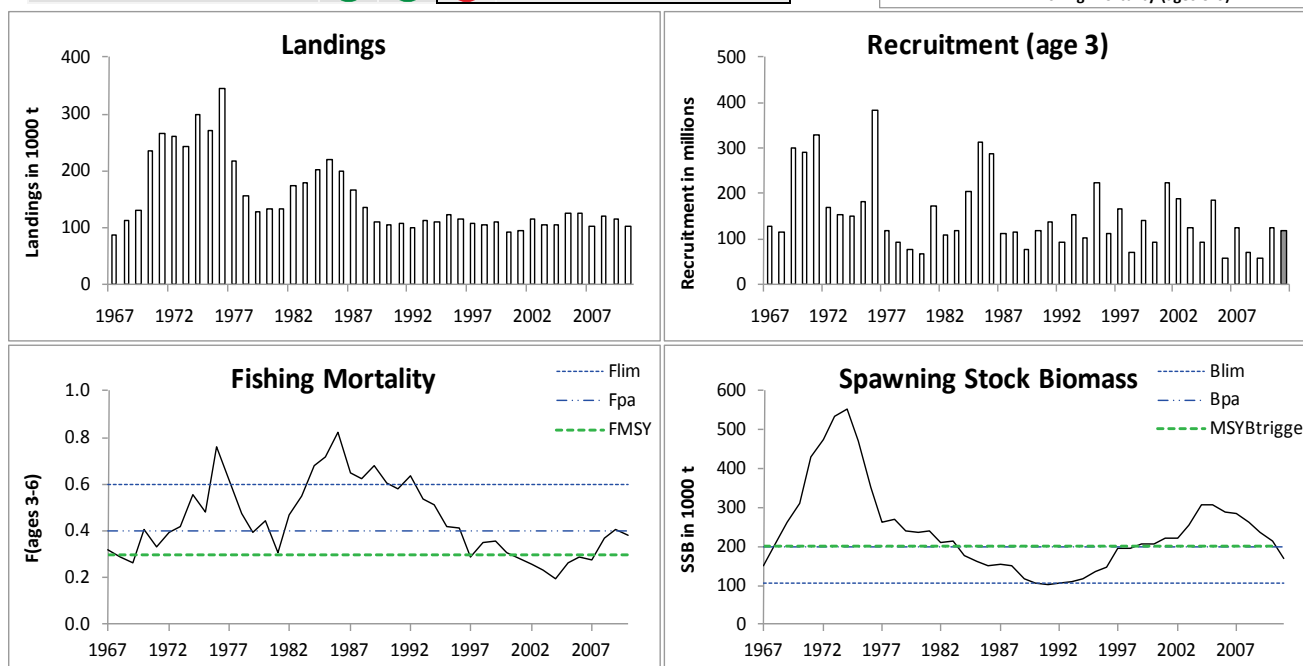 Landings
Landings in 1000 t
400
300
200
100
0
1967 1972 1977 1982 1987 1992 1997 2002 2007
Recruitment (age 3)
Recruitment in millions
500
400
300
200
100
0
1967 1972 1977 1982 1987 1992 1997 2002 2007
Fishing Mortality
Flim
Fpa
FMSY
F(ages 3-6)
1.0
0.8
0.6
0.4
0.2
0.0
1967 1972 1977 1982 1987 1992 1997 2002 2007
Spawning Stock Biomass
Blim
Bpa
MSYBtrigge
SSB in 1000 t
600
500
400
300
200
100
0
1967 1972 1977 1982 1987 1992 1997 2002 2007